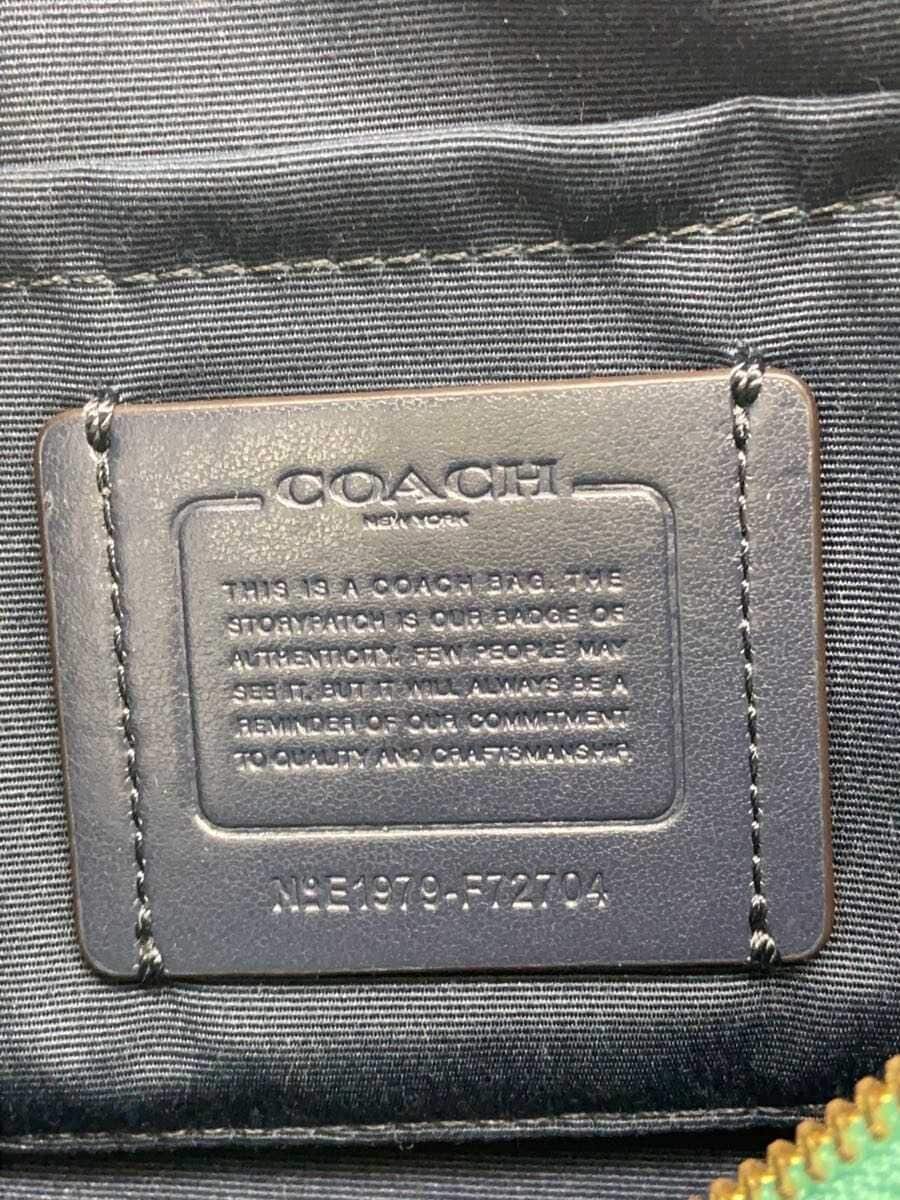 COACH
NEW YORK
THIS IS A COACH BAG. THE
STORYPATCH IS OUR BADGE OF
AUTHENTICITY. FEW PEOPLE MAY
SEE IT, BUT IT WILL ALWAYS BE A
REMINDER OF OUR COMMITMENT
TO QUALITY AND CRAFTSMANSHIP.
Nº E1979-F72704